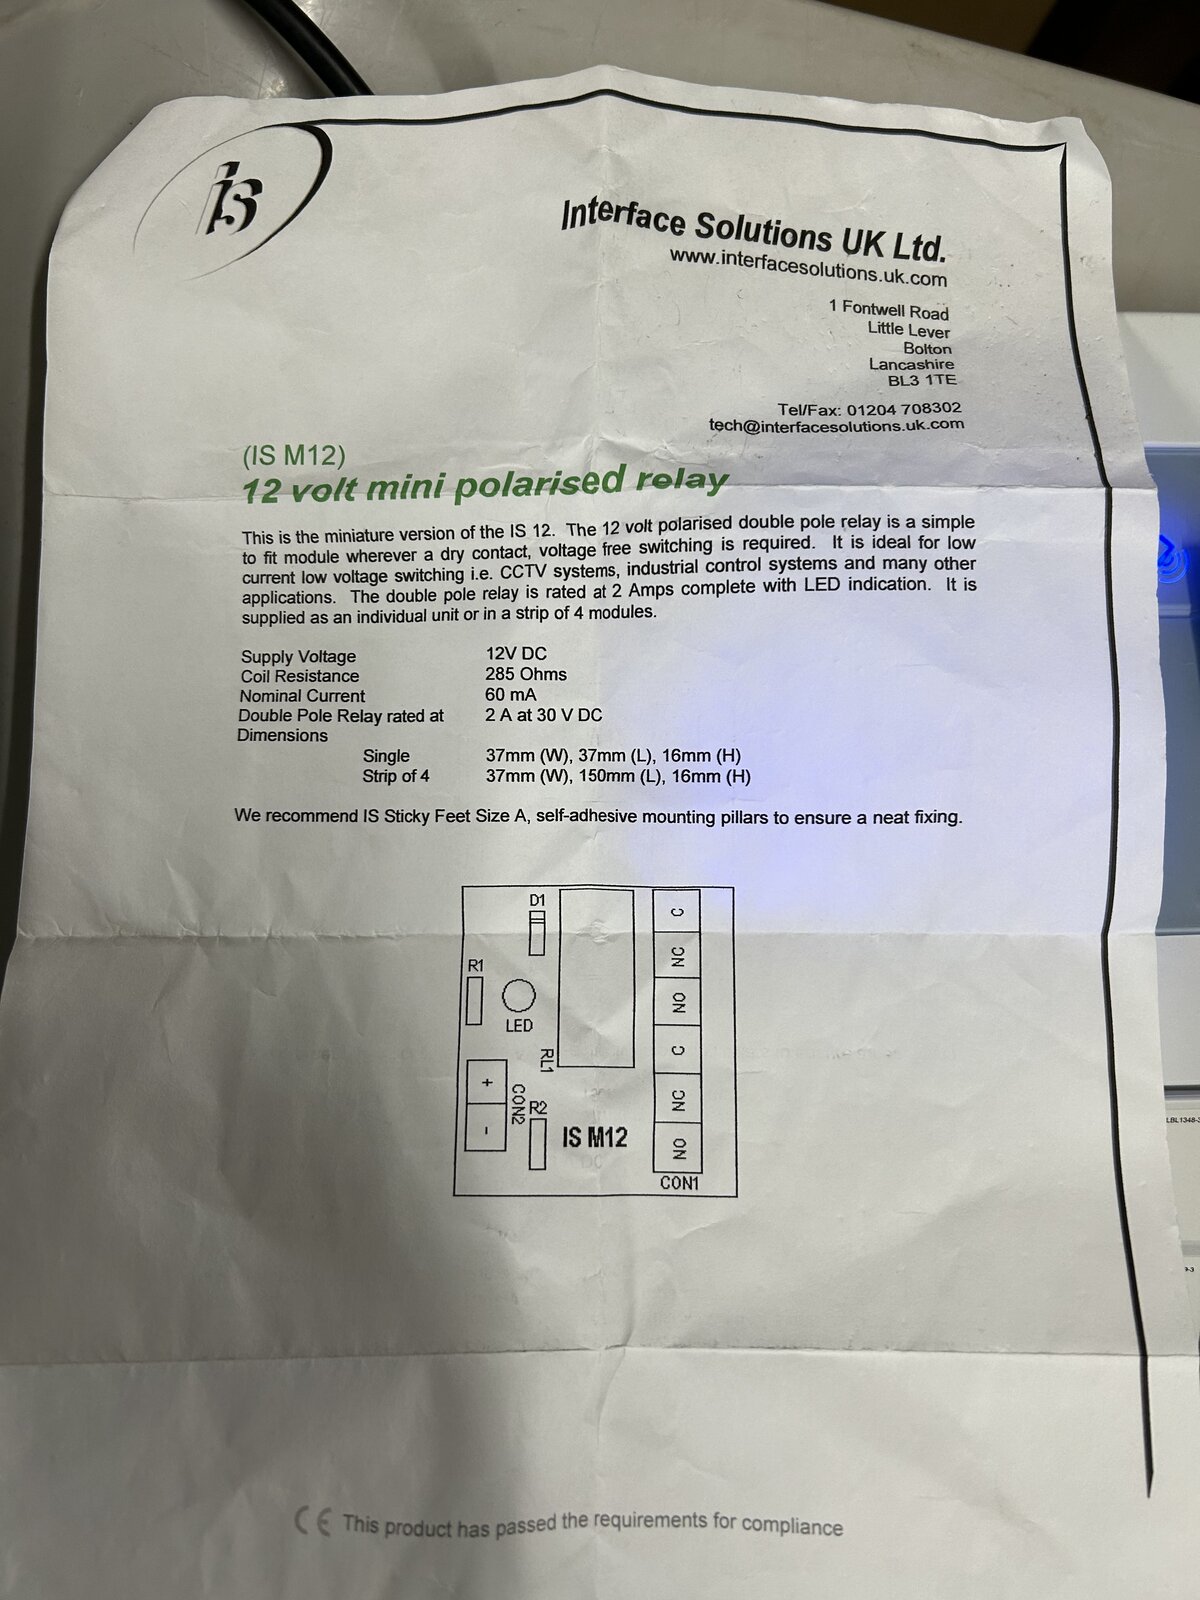 is
Interface Solutions UK Ltd.
www.interfacesolutions.uk.com
1 Fontwell Road
Little Lever
Bolton
Lancashire
BL3 1TE
Tel/Fax: 01204 708302
tech@interfacesolutions.uk.com
(IS M12)
12 volt mini polarised relay
This is the miniature version of the IS 12. The 12 volt polarised double pole relay is a simple
to fit module wherever a dry contact, voltage free switching is required. It is ideal for low
current low voltage switching i.e. CCTV systems, industrial control systems and many other
applications. The double pole relay is rated at 2 Amps complete with LED indication. It is
supplied as an individual unit or in a strip of 4 modules.
Supply Voltage 12V DC
Coil Resistance 285 Ohms
Nominal Current 60 mA
Double Pole Relay rated at 2 A at 30 V DC
Dimensions
Single 37mm (W), 37mm (L), 16mm (H)
Strip of 4 37mm (W), 150mm (L), 16mm (H)
We recommend IS Sticky Feet Size A, self-adhesive mounting pillars to ensure a neat fixing.
D1
C
NC
R1
NO
LED
C
RL1
+
CON2
NC
R2
-
IS M12
NO
CON1
CE This product has passed the requirements for compliance